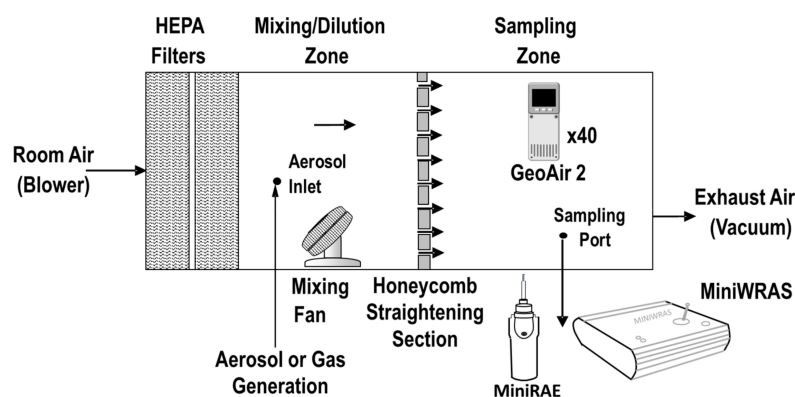 HEPA
Filters
Mixing/Dilution
Zone
Sampling
Zone
Room Air
(Blower)
Aerosol
Inlet
x40
GeoAir 2
Sampling
Port
Exhaust Air
(Vacuum)
Mixing
Fan
Honeycomb
Straightening
Section
MiniWRAS
MINIWRAS
Aerosol or Gas
Generation
MiniRAE